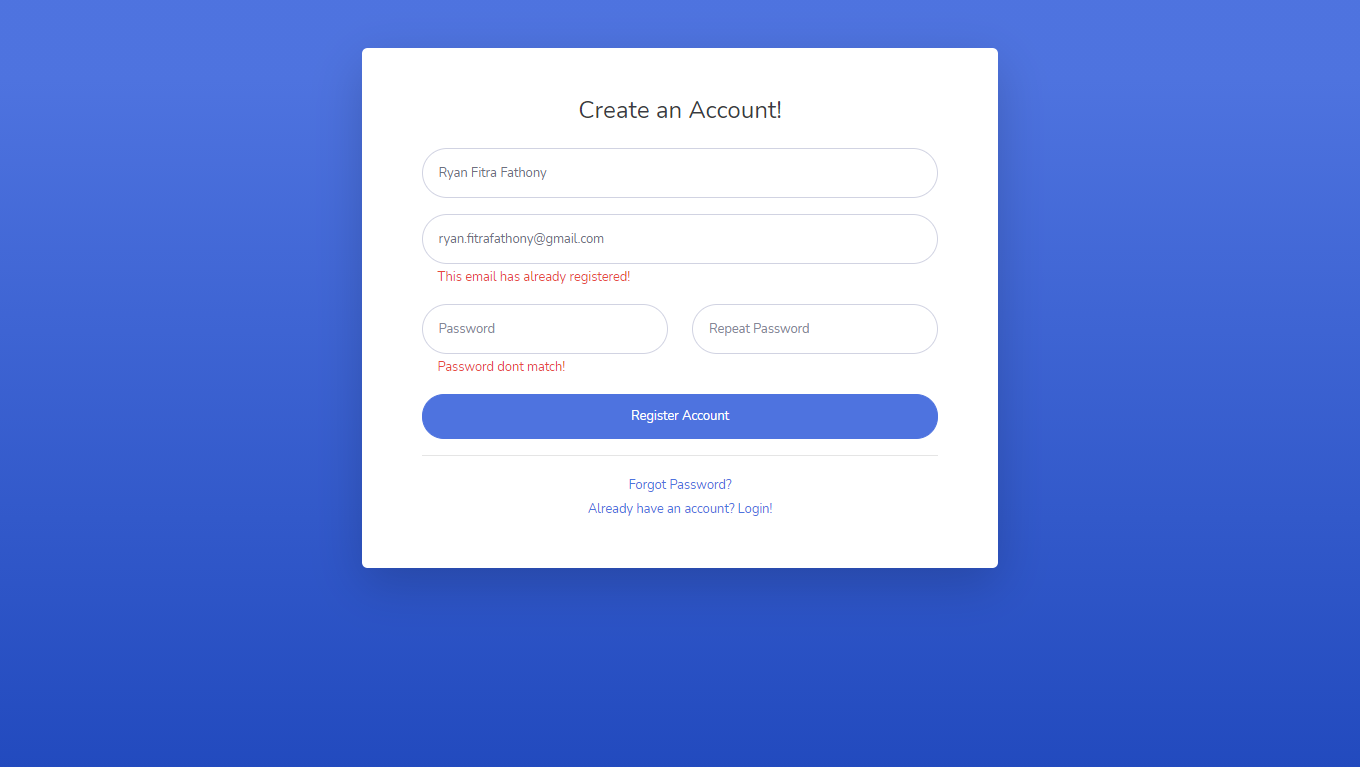 Create an Account!
Ryan Fitra Fathony
ryan.fitrafathony@gmail.com
This email has already registered!
Password Repeat Password
Password dont match!
Register Account
Forgot Password?
Already have an account? Login!